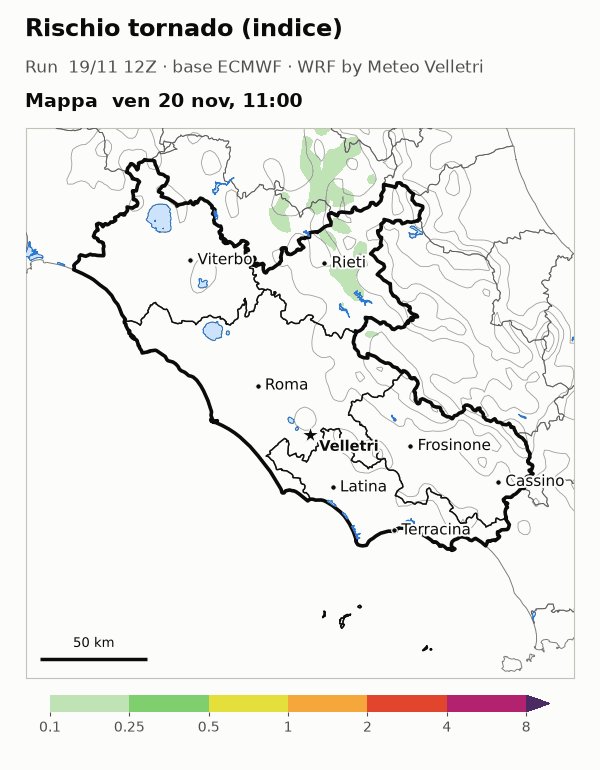 Rischio tornado (indice)
Run  19/11 12Z · base ECMWF · WRF by Meteo Velletri
Mappa  ven 20 nov, 11:00
Viterbo
Rieti
Roma
Velletri
Frosinone
Latina
Cassino
Terracina
50 km
0.1 0.25 0.5 1 2 4 8